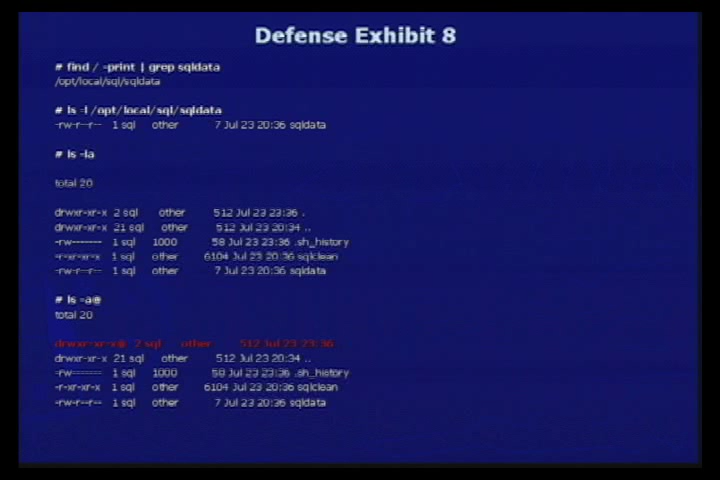 Defense Exhibit 8
# find / -print | grep sqldata
/opt/local/sql/sqldata
# ls -l /opt/local/sql/sqldata
-rw-r--r-- 1 sql other 7 Jul 23 20:36 sqldata
# ls -la
total 20
drwxr-xr-x 2 sql other 512 Jul 23 23:36 .
drwxr-xr-x 21 sql other 512 Jul 23 20:34 ..
-rw------- 1 sql 1000 58 Jul 23 23:36 .sh_history
-r-xr-xr-x 1 sql other 6104 Jul 23 20:36 sqlclean
-rw-r--r-- 1 sql other 7 Jul 23 20:36 sqldata
# ls -a@
total 20
drwxr-xr-x@ 2 sql other 512 Jul 23 23:36
drwxr-xr-x 21 sql other 512 Jul 23 20:34 ..
-rw------- 1 sql 1000 58 Jul 23 23:36 .sh_history
-r-xr-xr-x 1 sql other 6104 Jul 23 20:36 sqlclean
-rw-r--r-- 1 sql other 7 Jul 23 20:36 sqldata